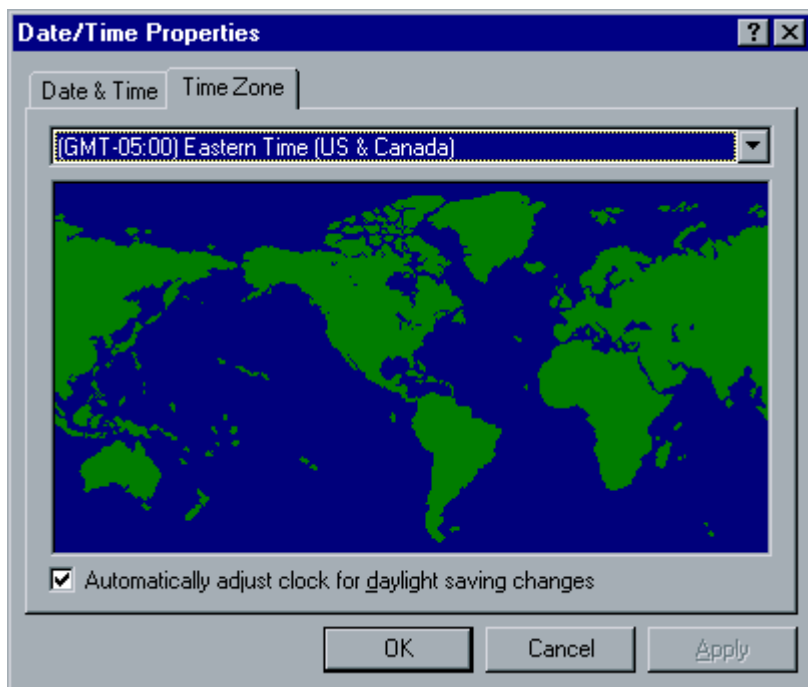 Date/Time Properties
Date & Time Time Zone
(GMT-05:00) Eastern Time (US & Canada)
Automatically adjust clock for daylight saving changes
OK Cancel Apply